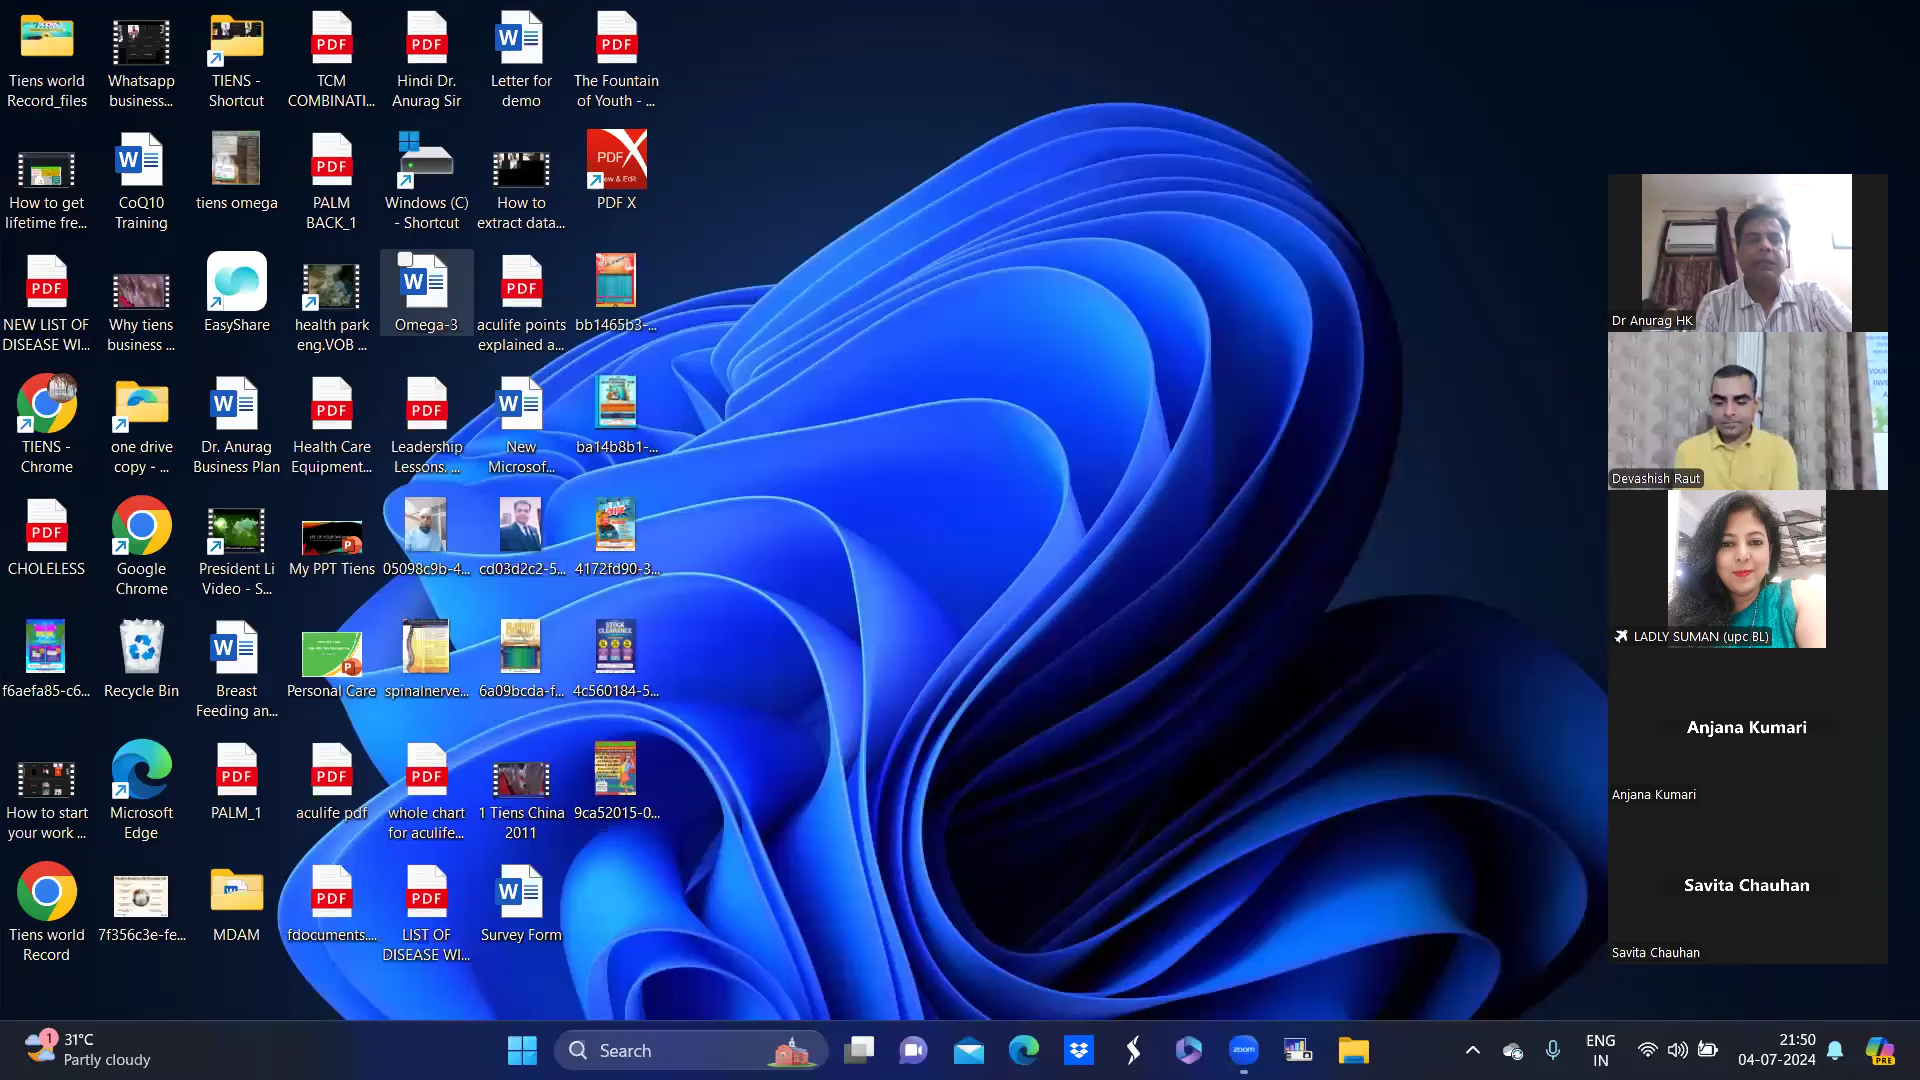 Tiens world
Record_files
Whatsapp
business...
TIENS -
Shortcut
TCM
COMBINATI...
Hindi Dr.
Anurag Sir
Letter for
demo
The Fountain
of Youth - ...
How to get
lifetime fre...
CoQ10
Training
tiens omega
PALM
BACK_1
Windows (C)
- Shortcut
How to
extract data...
PDF X
NEW LIST OF
DISEASE WI...
Why tiens
business ...
EasyShare
health park
eng.VOB ...
Omega-3
aculife points
explained a...
bb1465b3-...
TIENS -
Chrome
one drive
copy - ...
Dr. Anurag
Business Plan
Health Care
Equipment...
Leadership
Lessons. ...
New
Microsof...
ba14b8b1-...
CHOLELESS
Google
Chrome
President Li
Video - S...
My PPT Tiens
05098c9b-4...
cd03d2c2-5...
4172fd90-3...
f6aefa85-c6...
Recycle Bin
Breast
Feeding an...
Personal Care
spinalnerve...
6a09bcda-f...
4c560184-5...
How to start
your work ...
Microsoft
Edge
PALM_1
aculife pdf
whole chart
for aculife...
1 Tiens China
2011
9ca52015-0...
Tiens world
Record
7f356c3e-fe...
MDAM
fdocuments....
LIST OF
DISEASE WI...
Survey Form
Dr Anurag HK
Devashish Raut
LADLY SUMAN (upc BL)
Anjana Kumari
Anjana Kumari
Savita Chauhan
Savita Chauhan
1
31°C
Partly cloudy
Search
zoom
ENG
IN
21:50
04-07-2024
PRE